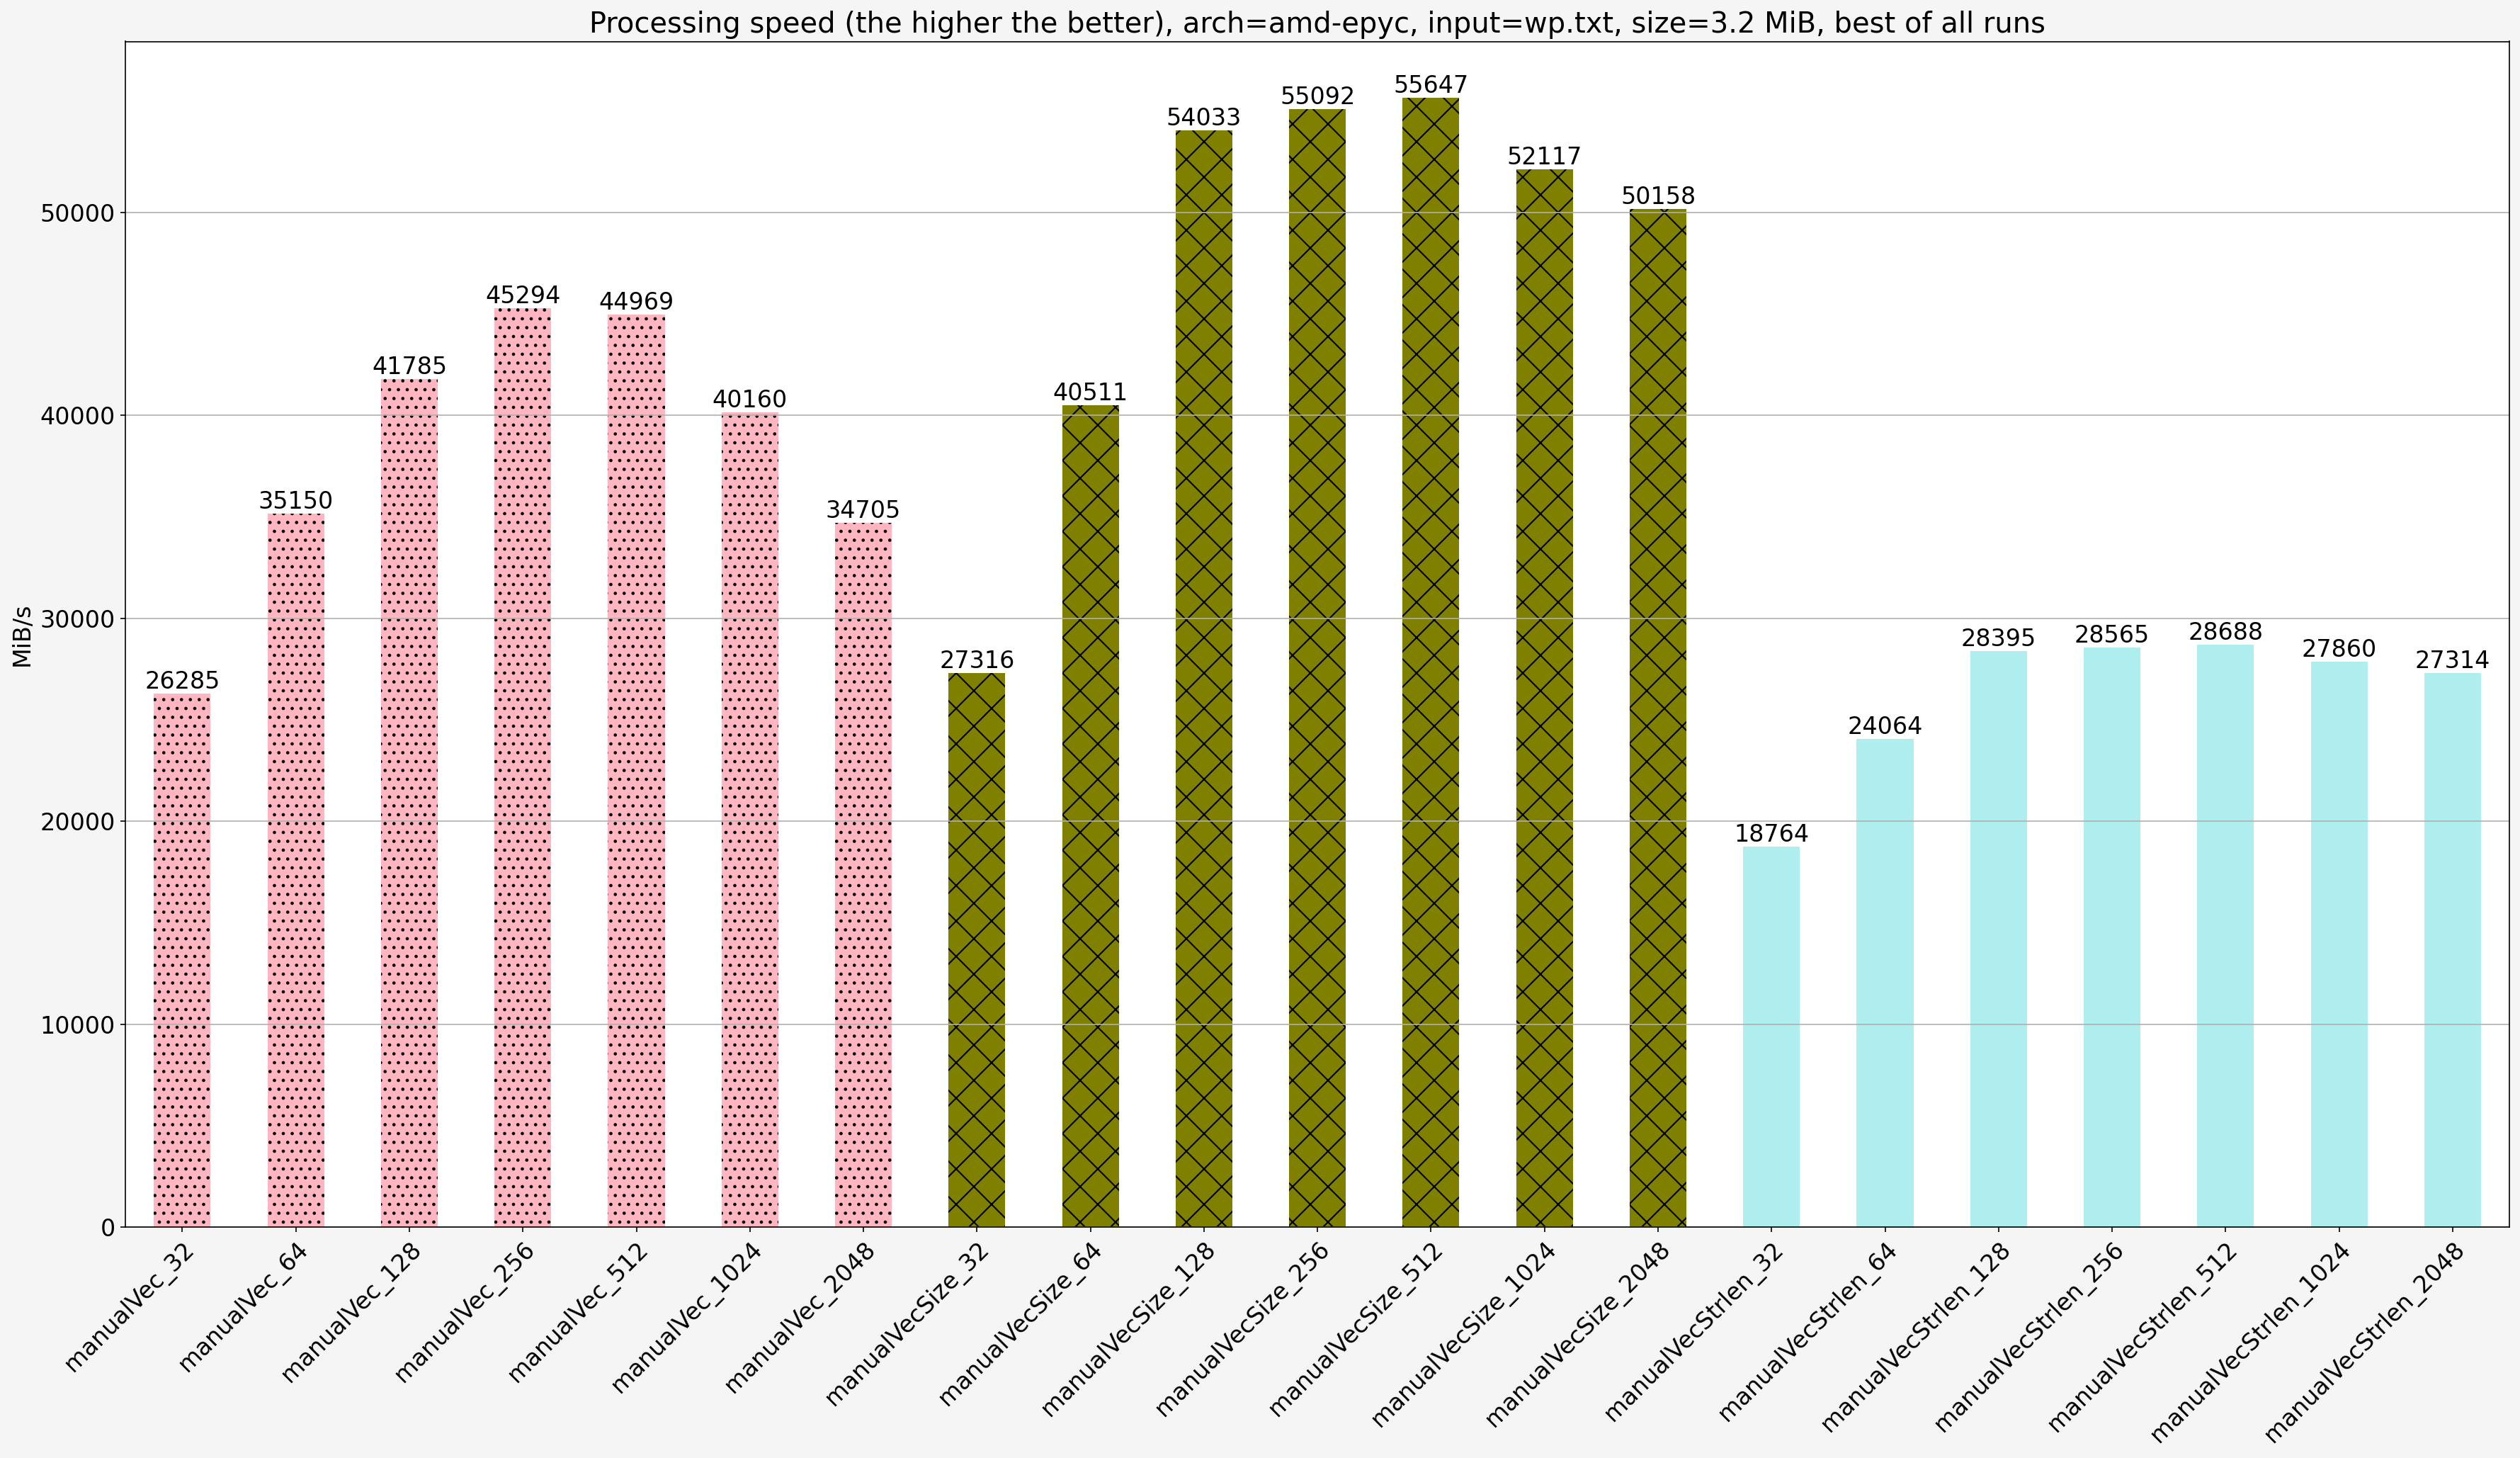 Processing speed (the higher the better), arch=amd-epyc, input=wp.txt, size=3.2 MiB, best of all runs
MiB/s
50000
40000
30000
20000
10000
0
26285
35150
41785
45294
44969
40160
34705
27316
40511
54033
55092
55647
52117
50158
18764
24064
28395
28565
28688
27860
27314
manualVec_32
manualVec_64
manualVec_128
manualVec_256
manualVec_512
manualVec_1024
manualVec_2048
manualVecSize_32
manualVecSize_64
manualVecSize_128
manualVecSize_256
manualVecSize_512
manualVecSize_1024
manualVecSize_2048
manualVecStrlen_32
manualVecStrlen_64
manualVecStrlen_128
manualVecStrlen_256
manualVecStrlen_512
manualVecStrlen_1024
manualVecStrlen_2048